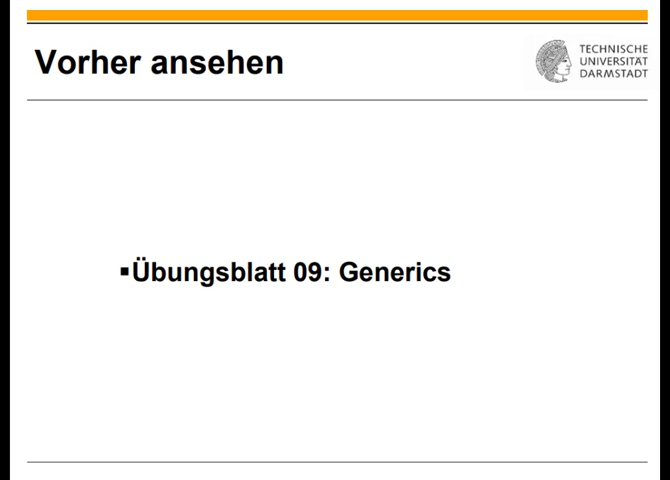 Vorher ansehen
TECHNISCHE
UNIVERSITÄT
DARMSTADT
▪Übungsblatt 09: Generics